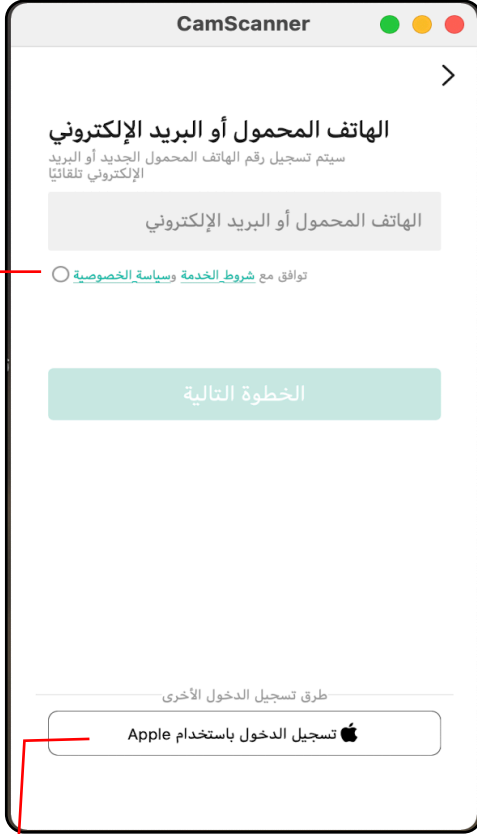 CamScanner
الهاتف المحمول أو البريد الإلكتروني
سيتم تسجيل رقم الهاتف المحمول الجديد أو البريد
الإلكتروني تلقائيًا
الهاتف المحمول أو البريد الإلكتروني
توافق مع شروط الخدمة وسياسة الخصوصية
الخطوة التالية
طرق تسجيل الدخول الأخرى
تسجيل الدخول باستخدام Apple